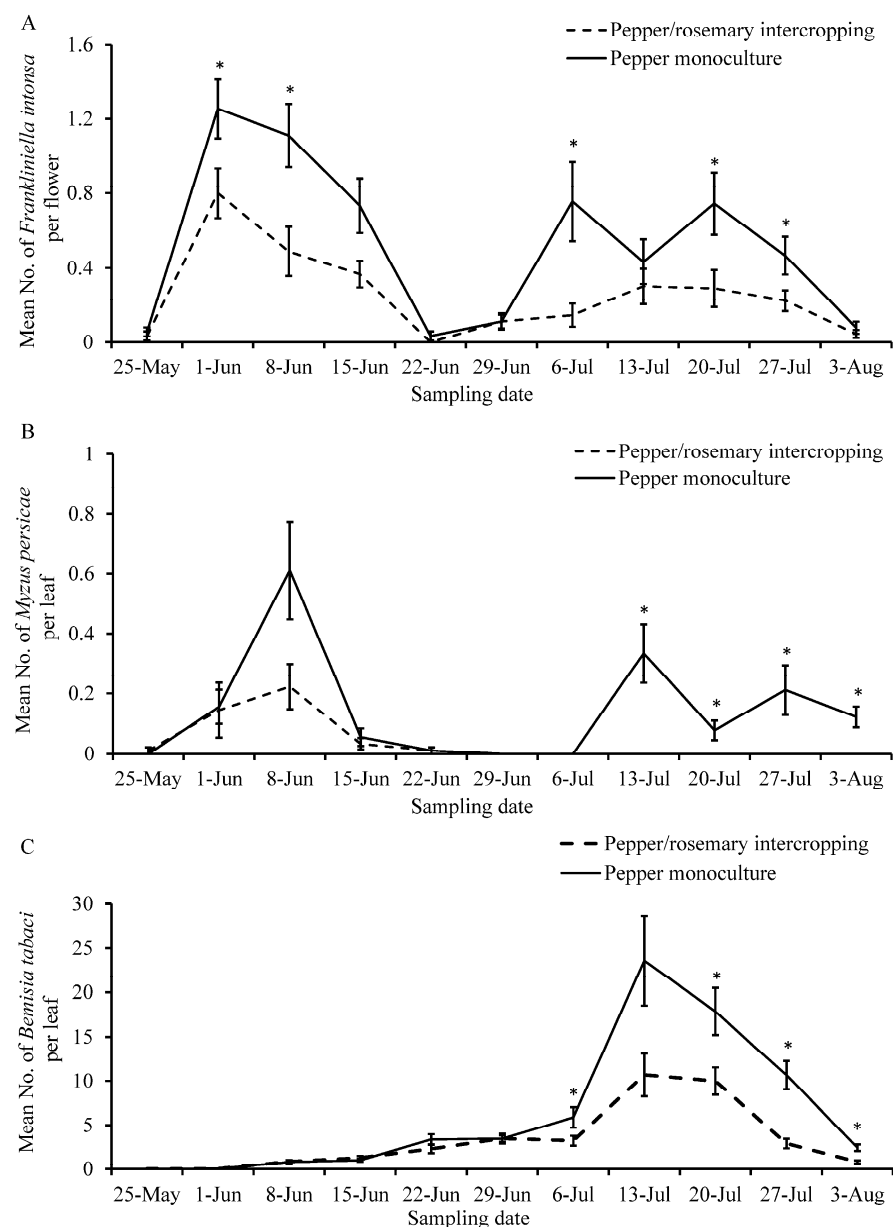 A
Pepper/rosemary intercropping
Pepper monoculture
Mean No. of Frankliniella intonsa
per flower
1.6
1.2
0.8
0.4
0
* * * * *
25-May 1-Jun 8-Jun 15-Jun 22-Jun 29-Jun 6-Jul 13-Jul 20-Jul 27-Jul 3-Aug
Sampling date
B
Pepper/rosemary intercropping
Pepper monoculture
Mean No. of Myzus persicae
per leaf
1
0.8
0.6
0.4
0.2
0
* * * *
25-May 1-Jun 8-Jun 15-Jun 22-Jun 29-Jun 6-Jul 13-Jul 20-Jul 27-Jul 3-Aug
Sampling date
C
Pepper/rosemary intercropping
Pepper monoculture
Mean No. of Bemisia tabaci
per leaf
30
25
20
15
10
5
0
* * * *
25-May 1-Jun 8-Jun 15-Jun 22-Jun 29-Jun 6-Jul 13-Jul 20-Jul 27-Jul 3-Aug
Sampling date